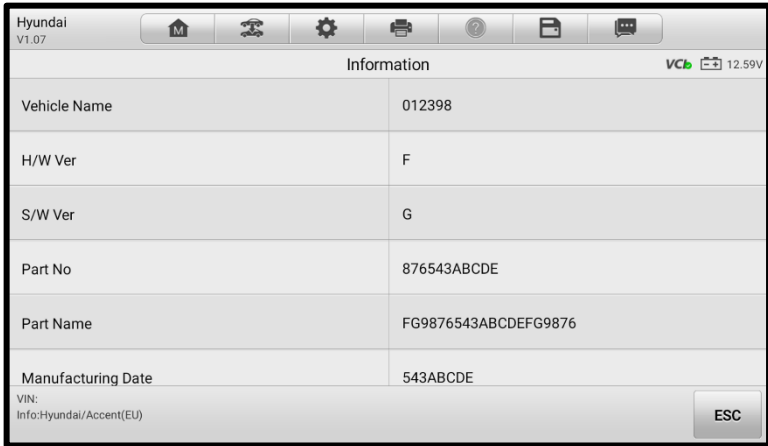 Hyundai
V1.07
M
?
Information
VCI 12.59V
Vehicle Name 012398
H/W Ver F
S/W Ver G
Part No 876543ABCDE
Part Name FG9876543ABCDEFG9876
Manufacturing Date 543ABCDE
VIN:
Info:Hyundai/Accent(EU)
ESC